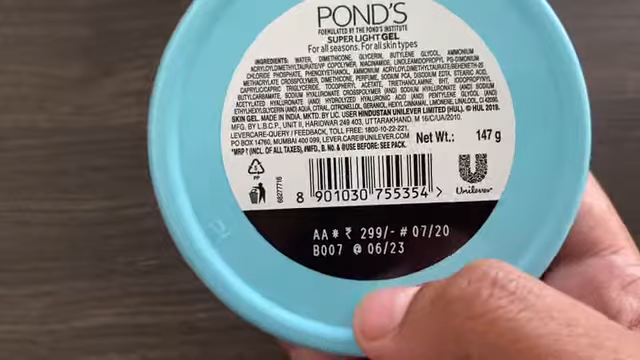 POND'S
FORMULATED BY THE POND'S INSTITUTE
SUPER LIGHT GEL
For all seasons. For all skin types
INGREDIENTS: WATER, DIMETHICONE, GLYCERIN, BUTYLENE GLYCOL, AMMONIUM
ACRYLOYLDIMETHYLTAURATE/VP COPOLYMER, NIACINAMIDE, LINOLEAMIDOPROPYL PG-DIMONIUM
CHLORIDE PHOSPHATE, PHENOXYETHANOL, AMMONIUM ACRYLOYLDIMETHYLTAURATE/BEHENETH-25
METHACRYLATE CROSSPOLYMER, DIMETHICONE, PERFUME, SODIUM PCA, DISODIUM EDTA, STEARIC ACID,
CAPRYLIC/CAPRIC TRIGLYCERIDE, TOCOPHERYL ACETATE, TRIETHANOLAMINE, BHT, IODOPROPYNYL
BUTYLCARBAMATE, SODIUM HYALURONATE CROSSPOLYMER (AND) SODIUM HYALURONATE (AND) SODIUM
ACETYLATED HYALURONATE (AND) HYDROLYZED HYALURONIC ACID (AND) PENTYLENE GLYCOL (AND)
ETHYLHEXYLGLYCERIN (AND) AQUA, CITRAL, CITRONELLOL, GERANIOL, HEXYL CINNAMAL, LIMONENE, LINALOOL, CI 42090.
SKIN GEL. MADE IN INDIA. MKTD. BY LIC. USER HINDUSTAN UNILEVER LIMITED (HUL). © HUL 2019.
MFG. BY L.B.C.P., UNIT II, HARIDWAR 249 403, UTTARAKHAND. M 16/C/UA/2010.
LEVERCARE-QUERY / FEEDBACK, TOLL FREE: 1800-10-22-221,
PO BOX 14760, MUMBAI 400 099, LEVER.CARE@UNILEVER.COM
*MRP ₹ (INCL. OF ALL TAXES), #MFD., B. No. & @USE BEFORE: SEE PACK.
Net Wt.: 147 g
PP
68277716
8 901030 755354 >
Unilever
AA * ₹ 299/- # 07/20
B007 @ 06/23